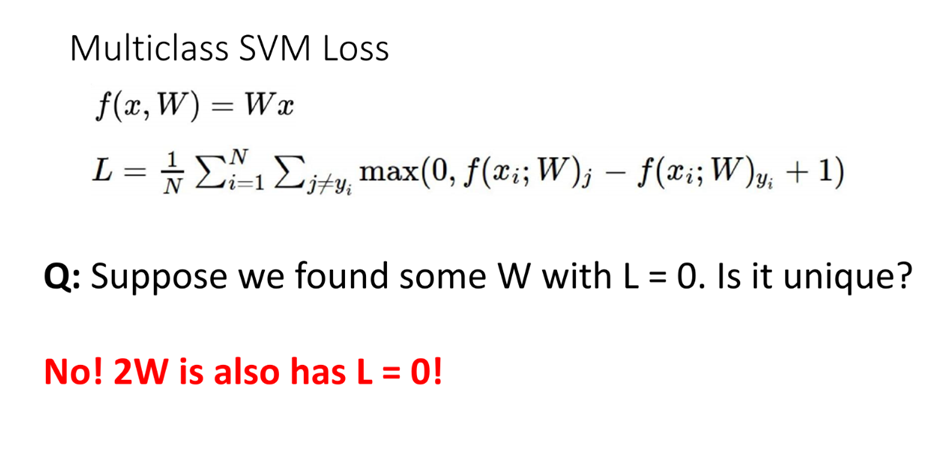 Multiclass SVM Loss
f(x, W) = Wx
L = \frac{1}{N} \sum_{i=1}^{N} \sum_{j \neq y_i} \max(0, f(x_i; W)_j − f(x_i; W)_{y_i} + 1)
Q: Suppose we found some W with L = 0. Is it unique?
No! 2W is also has L = 0!